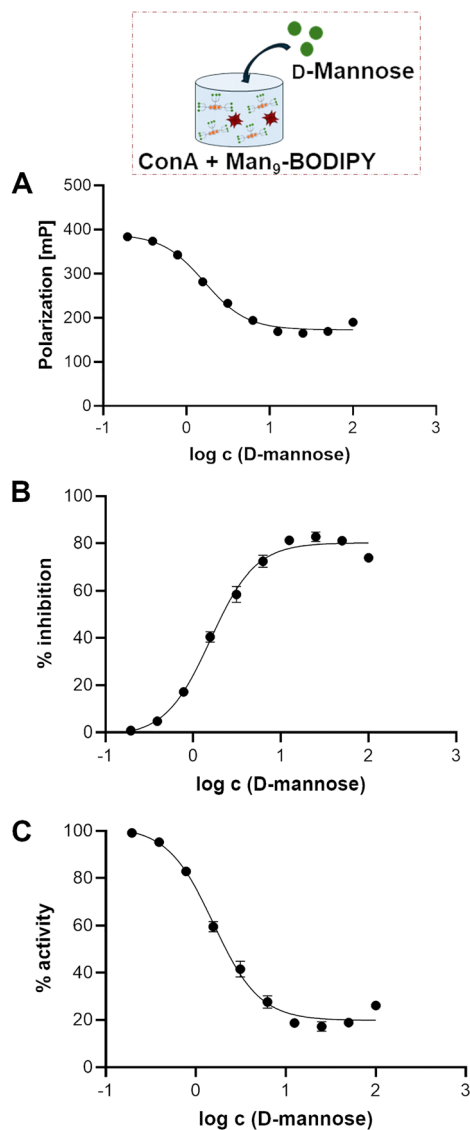 D-Mannose
ConA + Man9-BODIPY
A
Polarization [mP]
500
400
300
200
100
0
-1 0 1 2 3
log c (D-mannose)
B
% inhibition
100
80
60
40
20
0
-1 0 1 2 3
log c (D-mannose)
C
% activity
100
80
60
40
20
0
-1 0 1 2 3
log c (D-mannose)